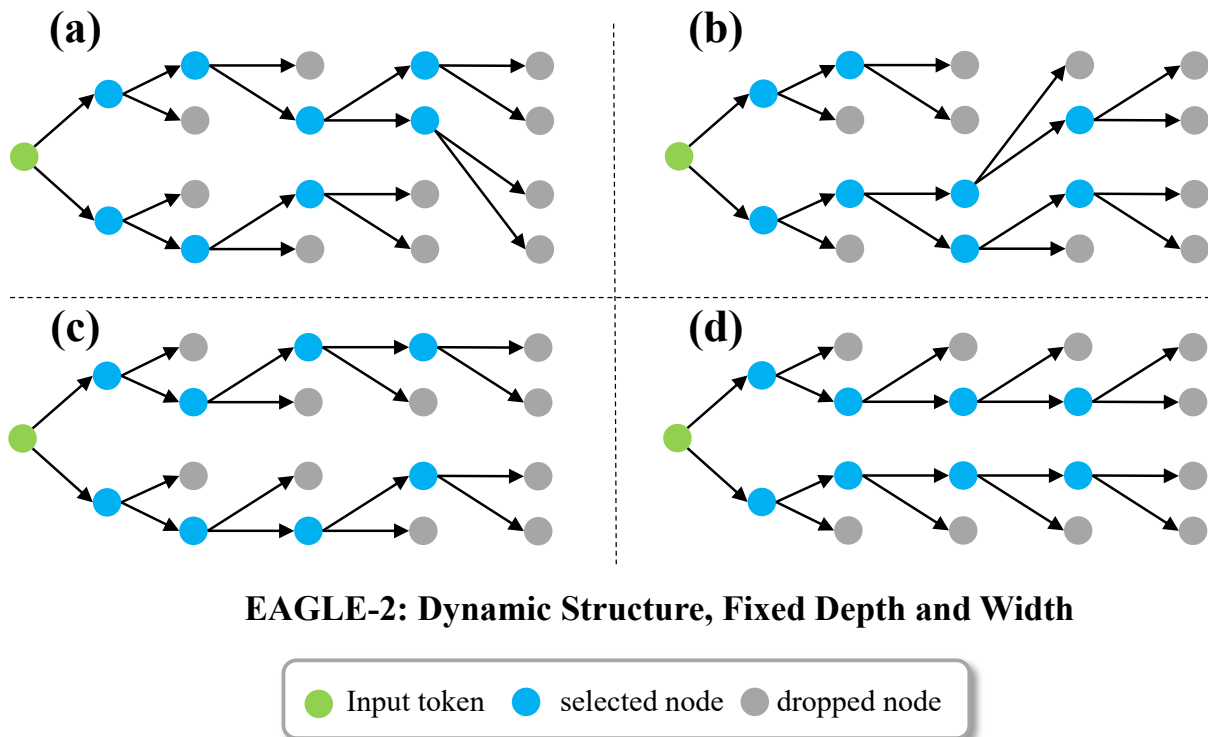 (a)
(b)
(c)
(d)
EAGLE-2: Dynamic Structure, Fixed Depth and Width
Input token
selected node
dropped node